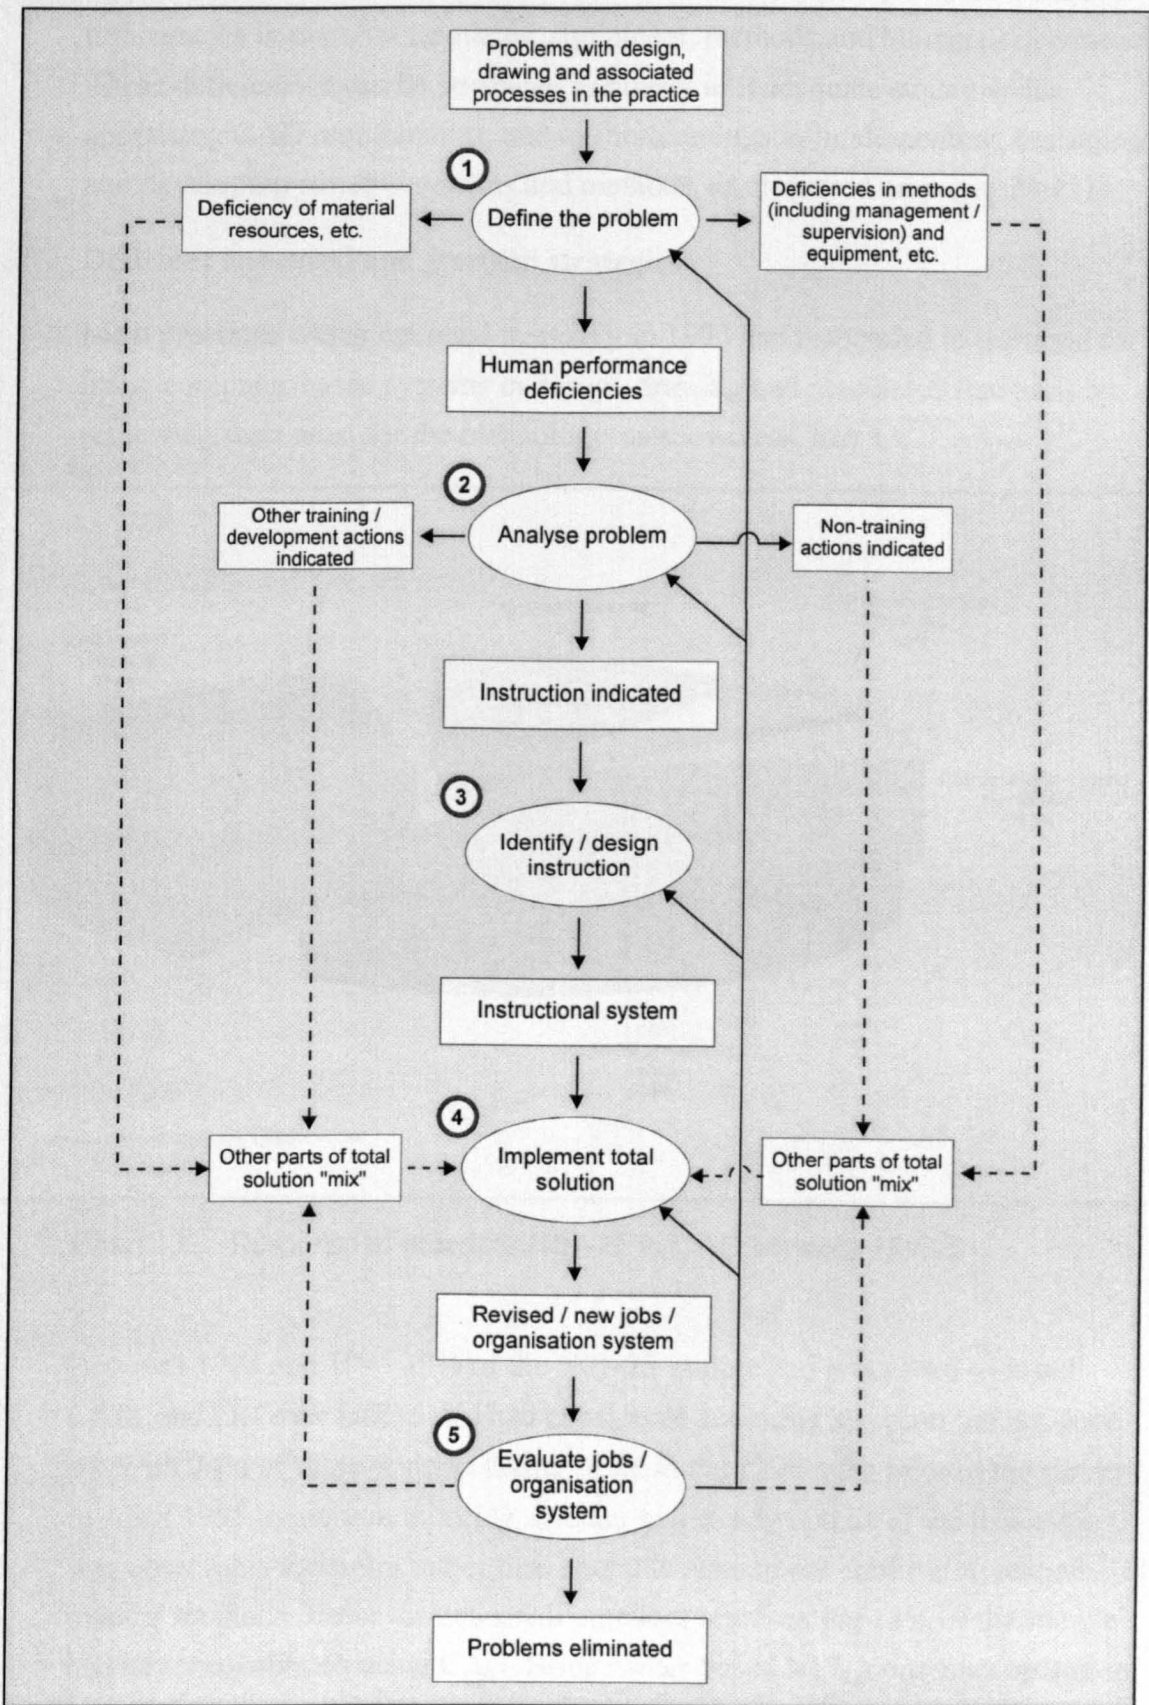 Problems with design,
drawing and associated
processes in the practice
1
Define the problem
Deficiency of material
resources, etc.
Deficiencies in methods
(including management /
supervision) and
equipment, etc.
Human performance
deficiencies
2
Analyse problem
Other training /
development actions
indicated
Non-training
actions indicated
Instruction indicated
3
Identify / design
instruction
Instructional system
4
Implement total
solution
Other parts of total
solution "mix"
Other parts of total
solution "mix"
Revised / new jobs /
organisation system
5
Evaluate jobs /
organisation
system
Problems eliminated